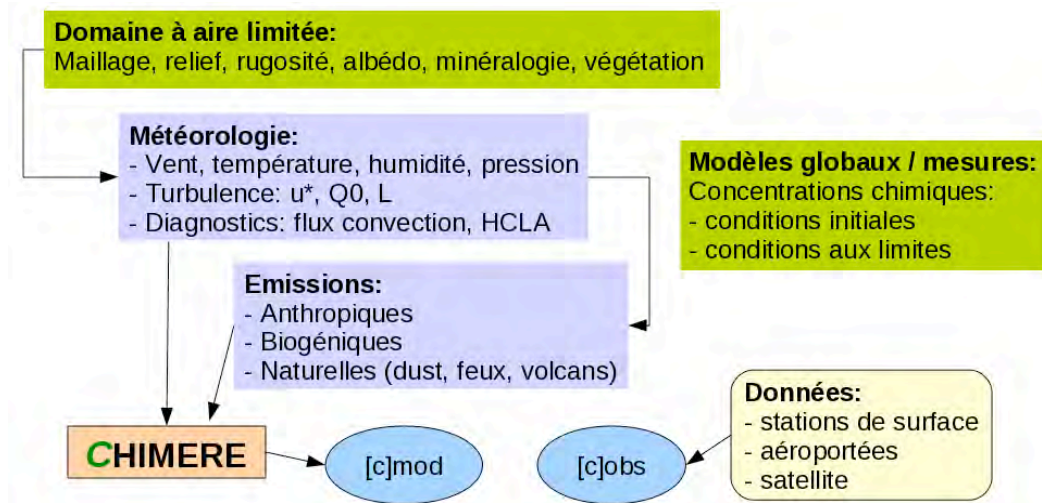 Domaine à aire limitée:
Maillage, relief, rugosité, albédo, minéralogie, végétation
Météorologie:
- Vent, température, humidité, pression
- Turbulence: u*, Q0, L
- Diagnostics: flux convection, HCLA
Modèles globaux / mesures:
Concentrations chimiques:
- conditions initiales
- conditions aux limites
Emissions:
- Anthropiques
- Biogéniques
- Naturelles (dust, feux, volcans)
Données:
- stations de surface
- aéroportées
- satellite
CHIMERE
[c]mod
[c]obs